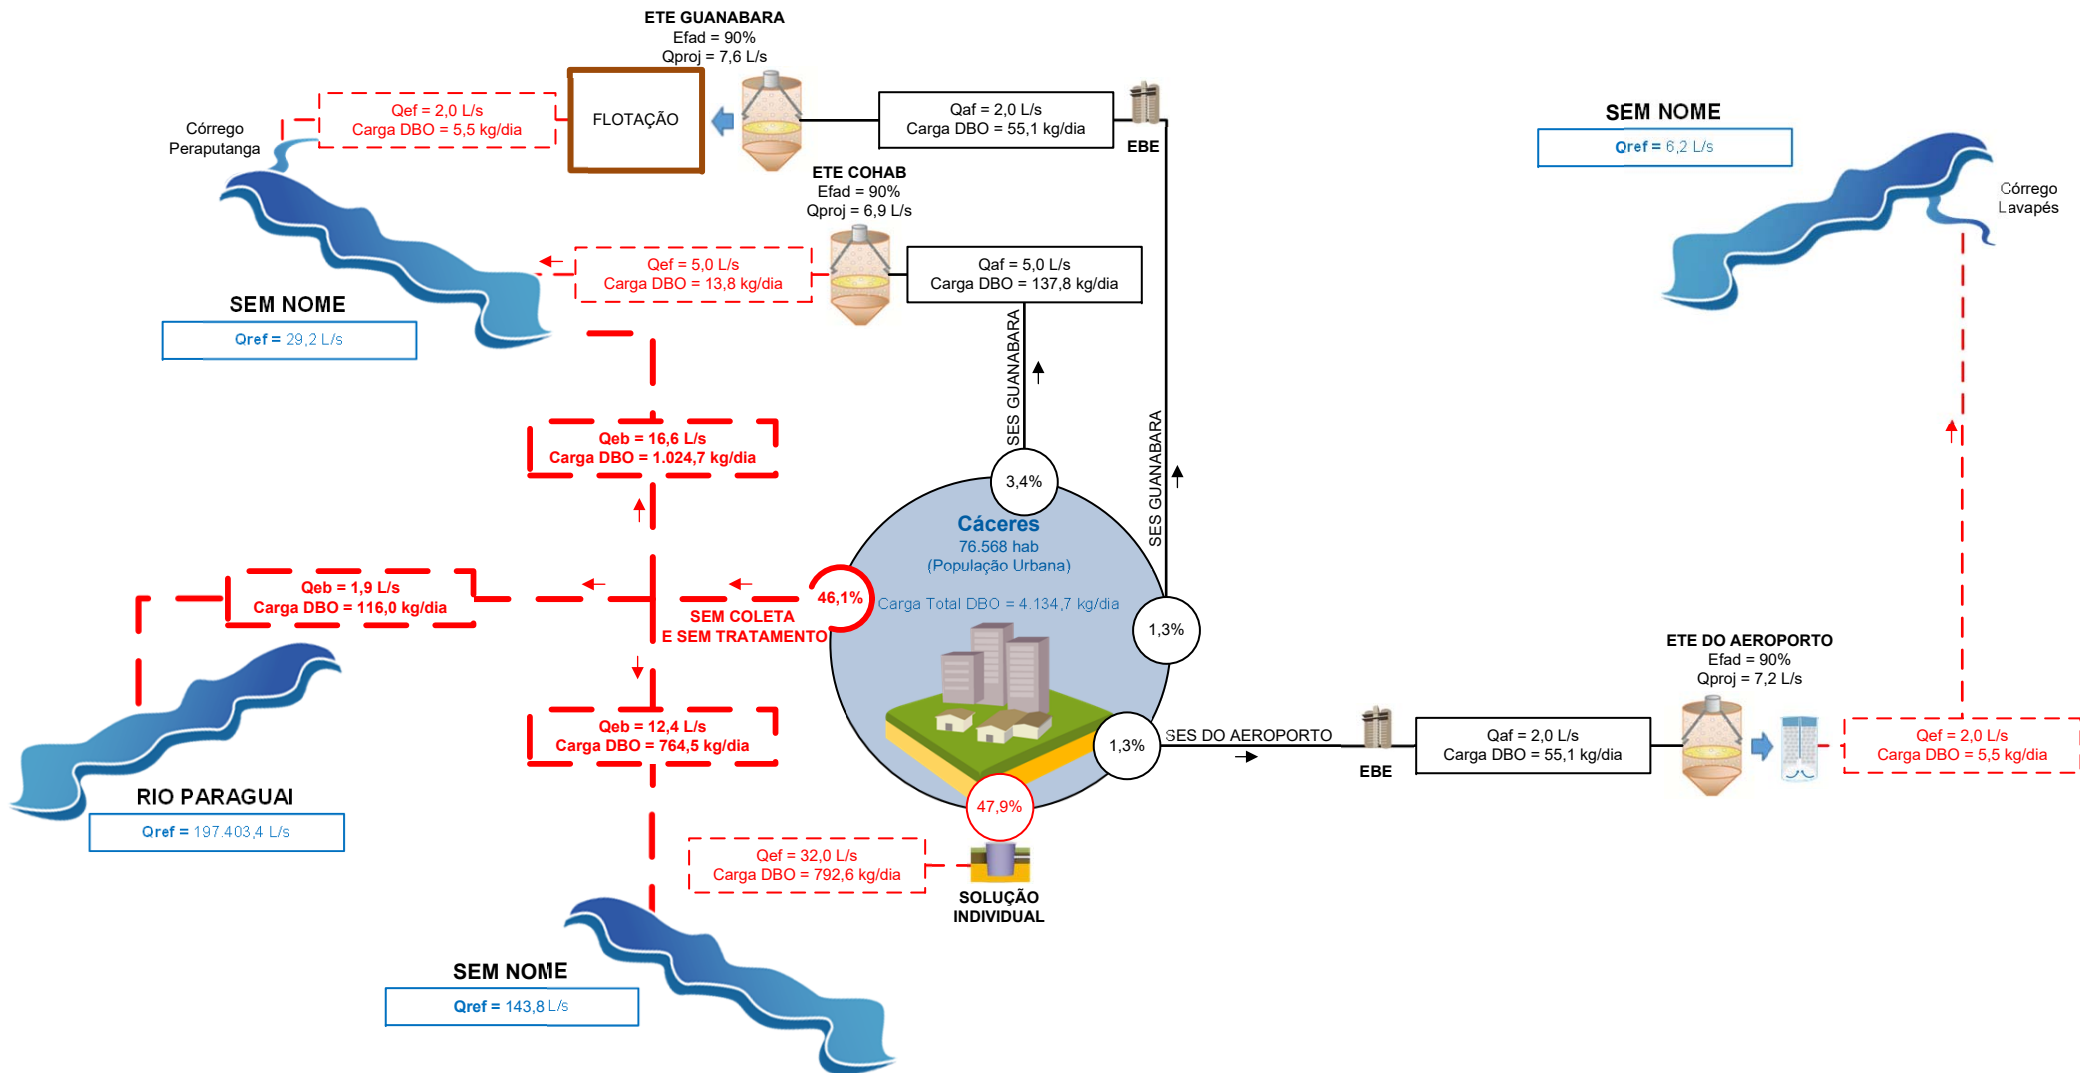 ETE GUANABARA
Efad = 90%
Qproj = 7,6 L/s
Qef = 2,0 L/s
Carga DBO = 5,5 kg/dia
FLOTAÇÃO
Qaf = 2,0 L/s
Carga DBO = 55,1 kg/dia
EBE
Córrego
Peraputanga
ETE COHAB
Efad = 90%
Qproj = 6,9 L/s
Qef = 5,0 L/s
Carga DBO = 13,8 kg/dia
Qaf = 5,0 L/s
Carga DBO = 137,8 kg/dia
SEM NOME
Qref = 29,2 L/s
SEM NOME
Qref = 6,2 L/s
Córrego
Lavapés
SES GUANABARA
SES GUANABARA
Qeb = 16,6 L/s
Carga DBO = 1.024,7 kg/dia
3,4%
Cáceres
76.568 hab
(População Urbana)
Carga Total DBO = 4.134,7 kg/dia
46,1%
SEM COLETA
E SEM TRATAMENTO
1,3%
Qeb = 1,9 L/s
Carga DBO = 116,0 kg/dia
Qeb = 12,4 L/s
Carga DBO = 764,5 kg/dia
RIO PARAGUAI
Qref = 197.403,4 L/s
1,3%
SES DO AEROPORTO
EBE
Qaf = 2,0 L/s
Carga DBO = 55,1 kg/dia
ETE DO AEROPORTO
Efad = 90%
Qproj = 7,2 L/s
Qef = 2,0 L/s
Carga DBO = 5,5 kg/dia
47,9%
Qef = 32,0 L/s
Carga DBO = 792,6 kg/dia
SOLUÇÃO
INDIVIDUAL
SEM NOME
Qref = 143,8 L/s